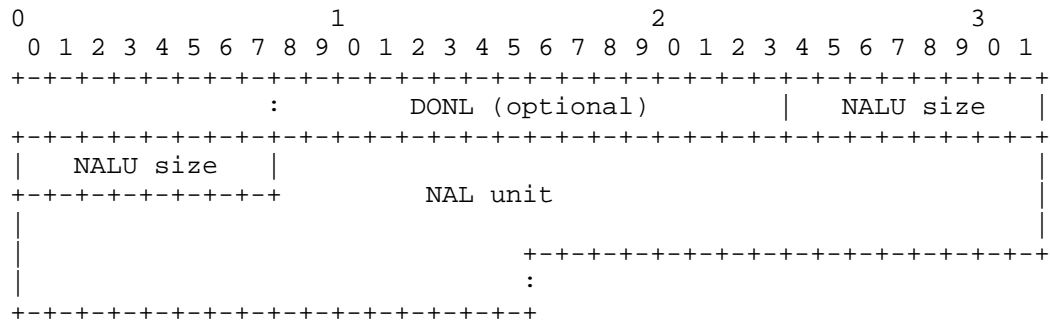 0                   1                   2                   3
 0 1 2 3 4 5 6 7 8 9 0 1 2 3 4 5 6 7 8 9 0 1 2 3 4 5 6 7 8 9 0 1
+-+-+-+-+-+-+-+-+-+-+-+-+-+-+-+-+-+-+-+-+-+-+-+-+-+-+-+-+-+-+-+-+
                :        DONL (optional)        |   NALU size   |
+-+-+-+-+-+-+-+-+-+-+-+-+-+-+-+-+-+-+-+-+-+-+-+-+-+-+-+-+-+-+-+-+
|   NALU size   |                                               |
+-+-+-+-+-+-+-+-+         NAL unit                              |
|                                                               |
|                               +-+-+-+-+-+-+-+-+-+-+-+-+-+-+-+-+
|                               :
+-+-+-+-+-+-+-+-+-+-+-+-+-+-+-+-+